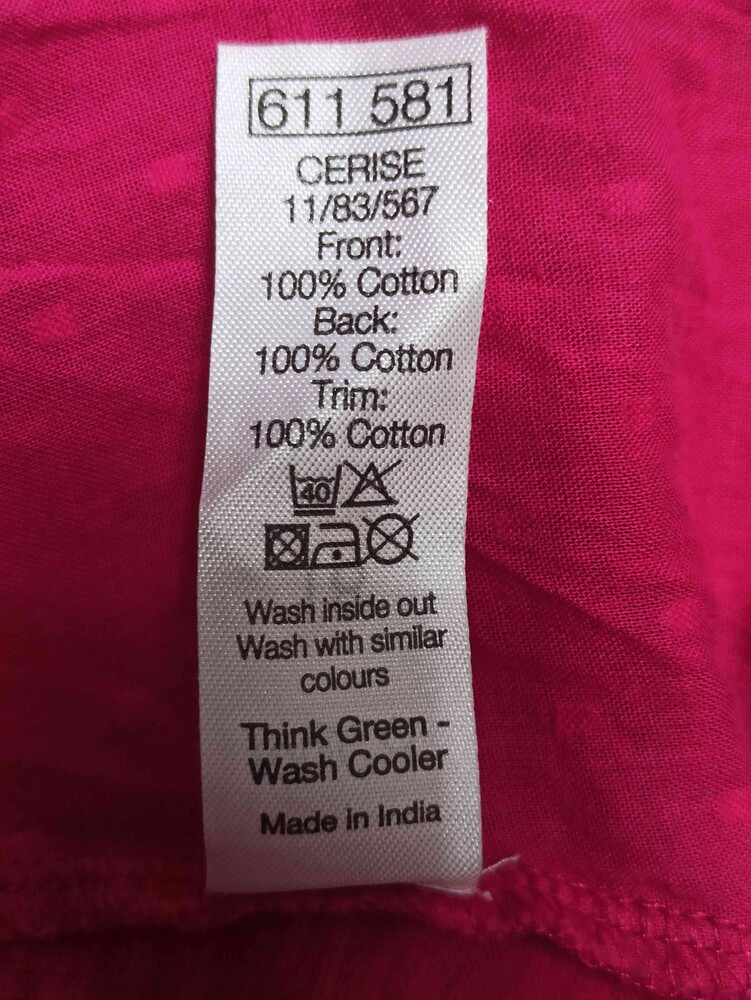 611 581
CERISE
11/83/567
Front:
100% Cotton
Back:
100% Cotton
Trim:
100% Cotton
40
Wash inside out
Wash with similar
colours
Think Green -
Wash Cooler
Made in India